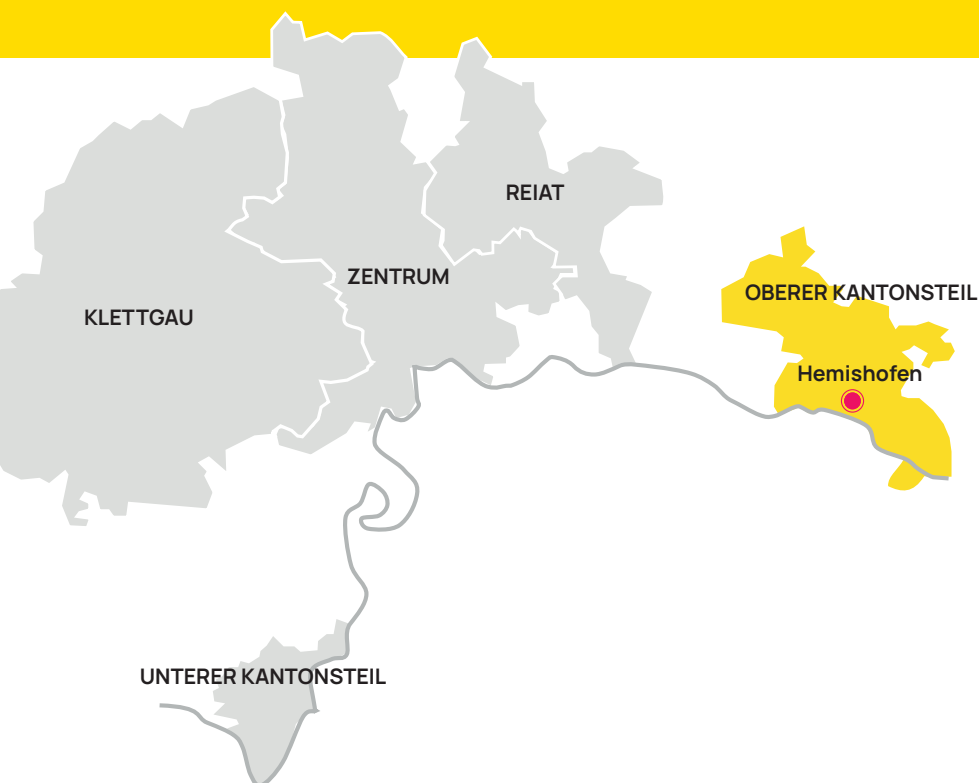 REIAT
ZENTRUM
OBERER KANTONSTEIL
KLETTGAU
Hemishofen
UNTERER KANTONSTEIL